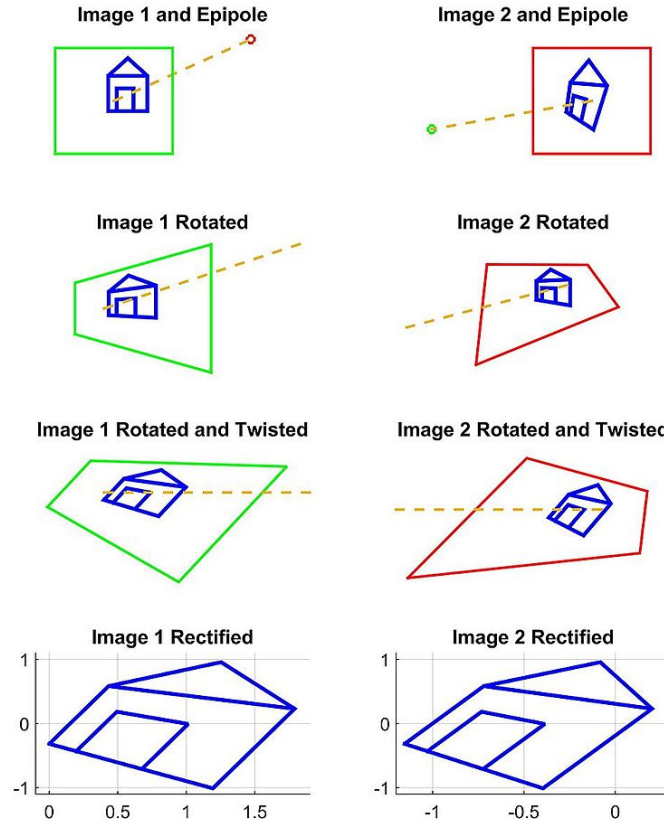 Image 1 and Epipole
Image 2 and Epipole
Image 1 Rotated
Image 2 Rotated
Image 1 Rotated and Twisted
Image 2 Rotated and Twisted
Image 1 Rectified
Image 2 Rectified
1
0
-1
0
0.5
1
1.5
1
0
-1
-1
-0.5
0